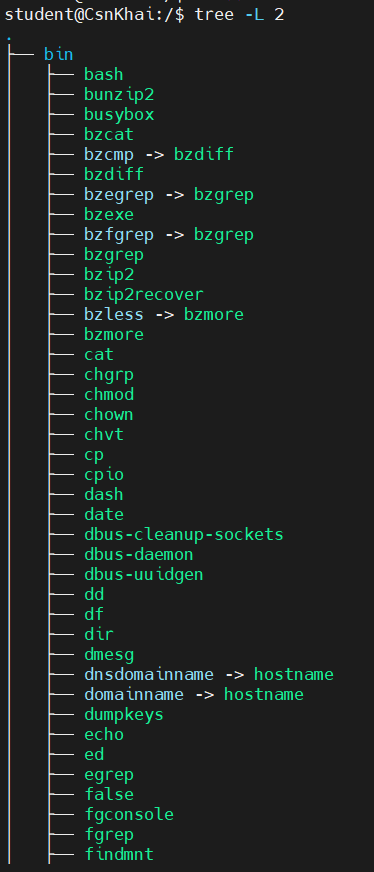 student@CsnKhai:/$ tree -L 2
.
├── bin
│   ├── bash
│   ├── bunzip2
│   ├── busybox
│   ├── bzcat
│   ├── bzcmp -> bzdiff
│   ├── bzdiff
│   ├── bzegrep -> bzgrep
│   ├── bzexe
│   ├── bzfgrep -> bzgrep
│   ├── bzgrep
│   ├── bzip2
│   ├── bzip2recover
│   ├── bzless -> bzmore
│   ├── bzmore
│   ├── cat
│   ├── chgrp
│   ├── chmod
│   ├── chown
│   ├── chvt
│   ├── cp
│   ├── cpio
│   ├── dash
│   ├── date
│   ├── dbus-cleanup-sockets
│   ├── dbus-daemon
│   ├── dbus-uuidgen
│   ├── dd
│   ├── df
│   ├── dir
│   ├── dmesg
│   ├── dnsdomainname -> hostname
│   ├── domainname -> hostname
│   ├── dumpkeys
│   ├── echo
│   ├── ed
│   ├── egrep
│   ├── false
│   ├── fgconsole
│   ├── fgrep
│   ├── findmnt